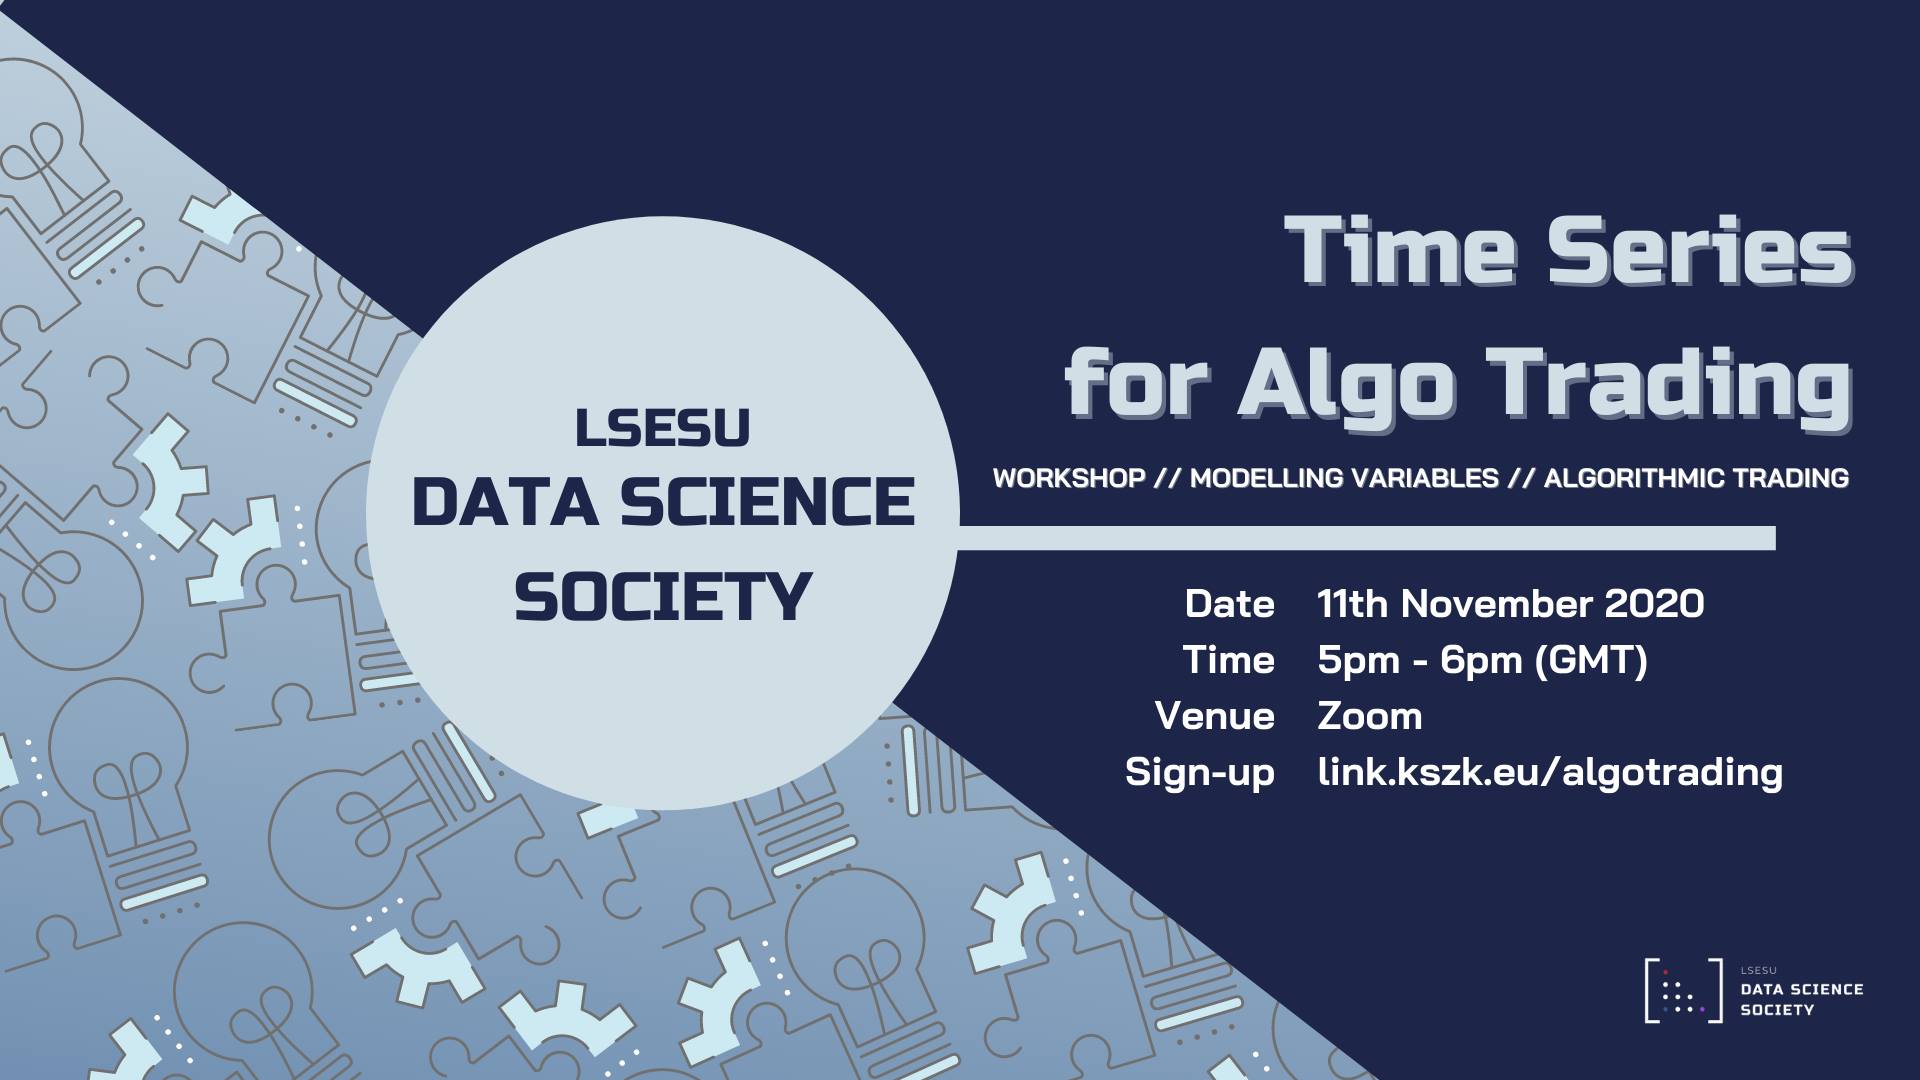 LSESU
DATA SCIENCE
SOCIETY
Time Series
for Algo Trading
WORKSHOP // MODELLING VARIABLES // ALGORITHMIC TRADING
Date 11th November 2020
Time 5pm - 6pm (GMT)
Venue Zoom
Sign-up link.kszk.eu/algotrading
LSESU
DATA SCIENCE
SOCIETY